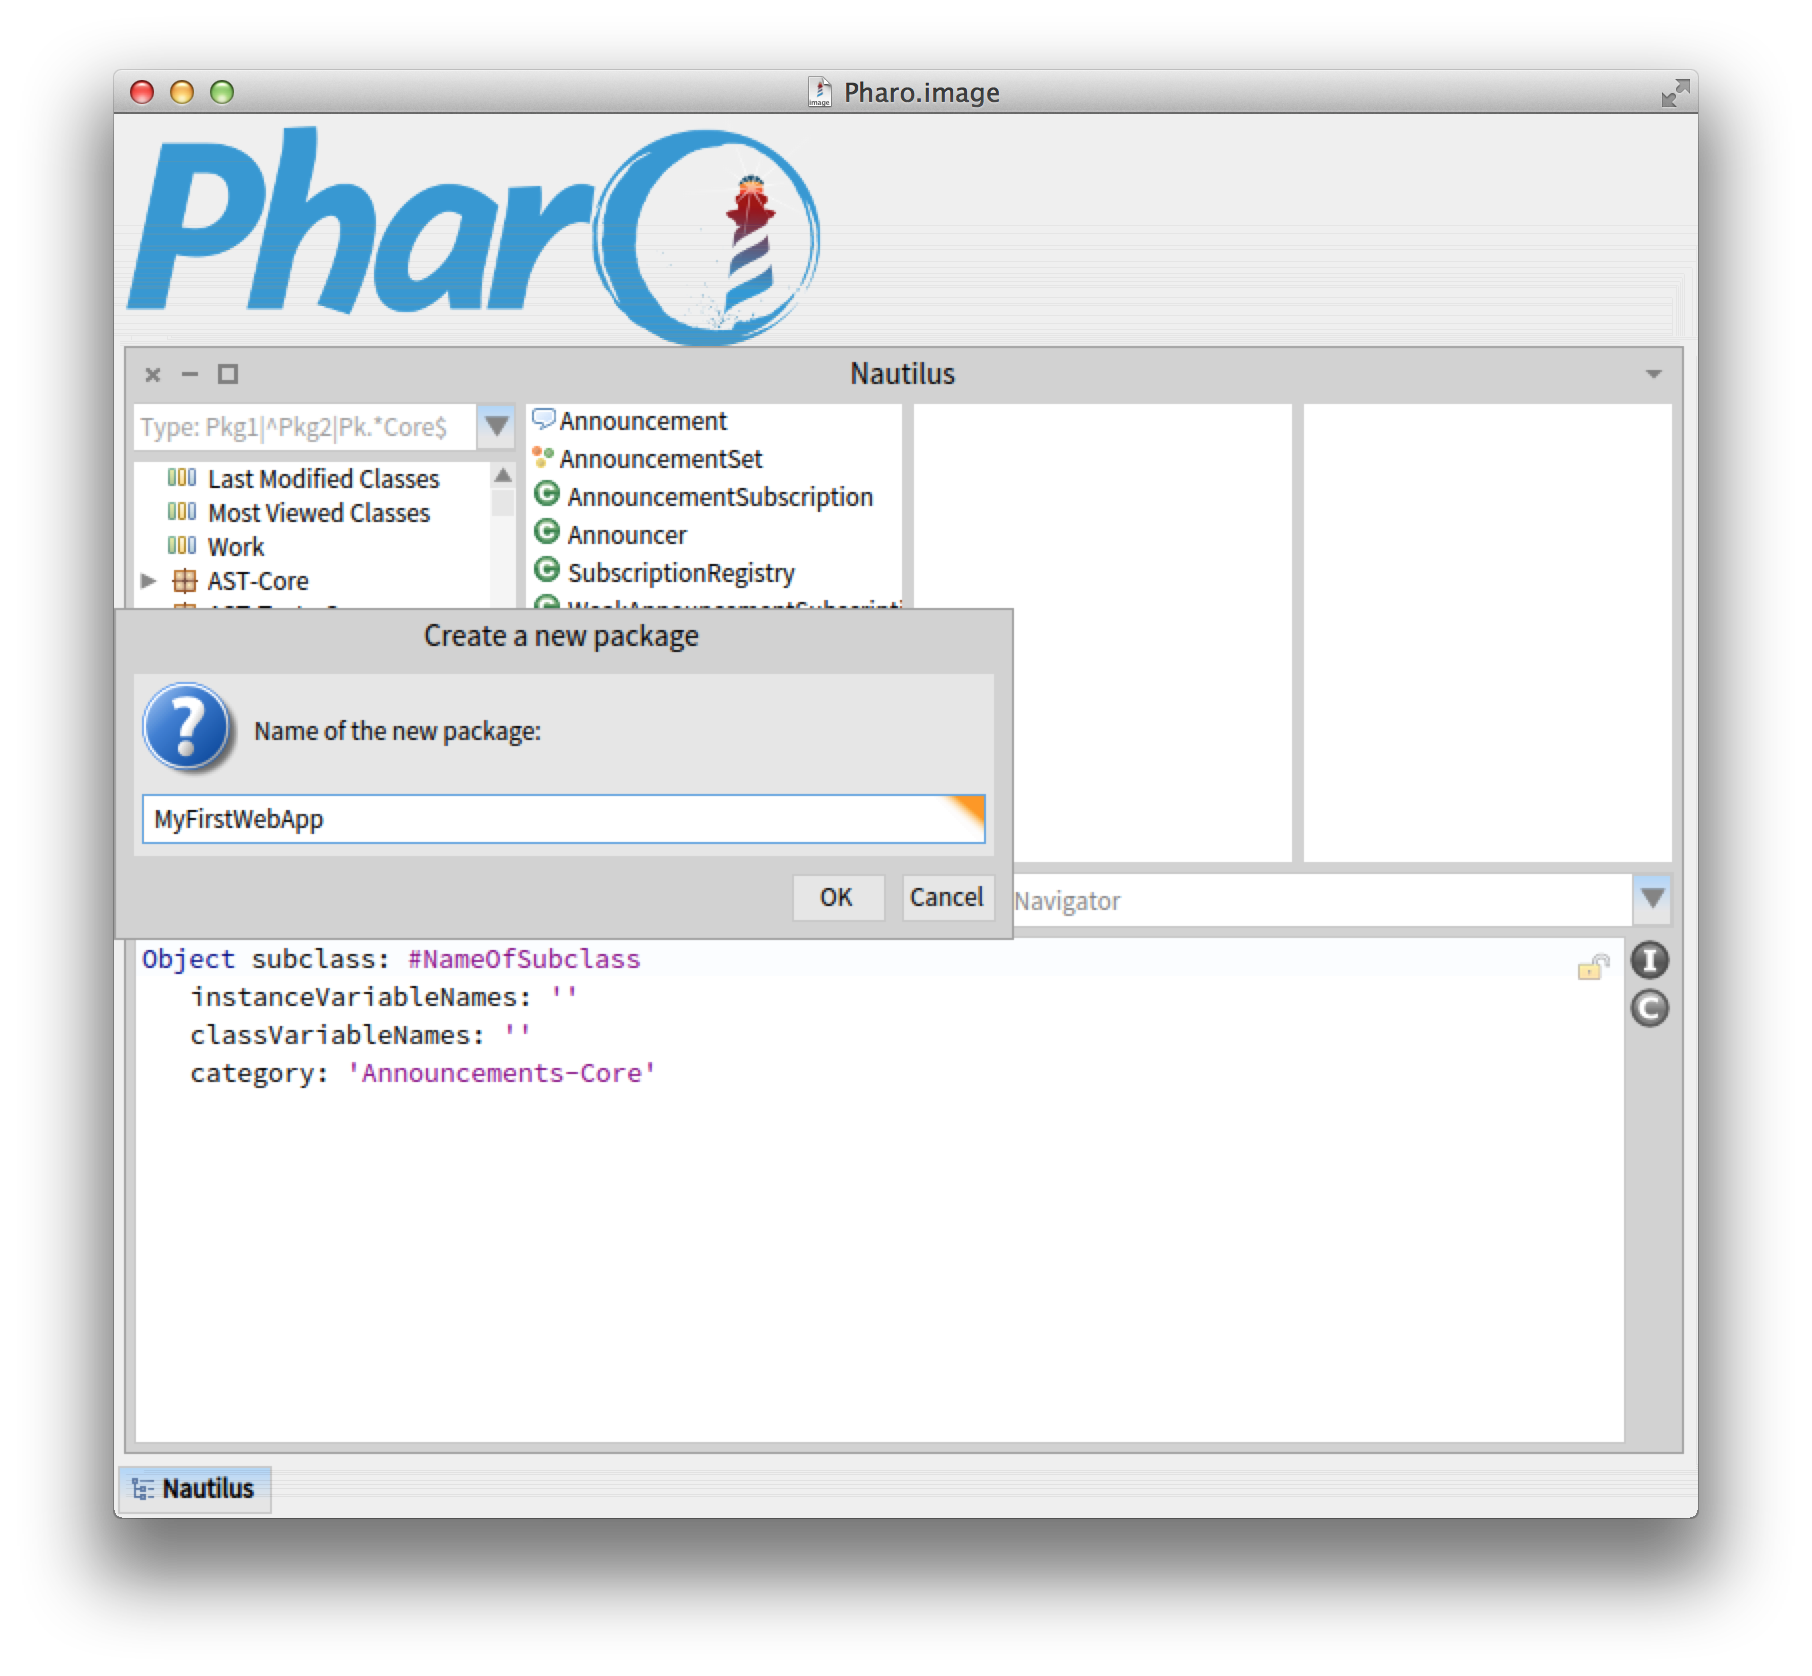 Pharo.image
Pharo
Nautilus
Type: Pkg1|^Pkg2|Pk.*Core$
Last Modified Classes
Most Viewed Classes
Work
AST-Core
Announcement
AnnouncementSet
AnnouncementSubscription
Announcer
SubscriptionRegistry
Create a new package
?
Name of the new package:
MyFirstWebApp
OK
Cancel
Navigator
Object subclass: #NameOfSubclass
instanceVariableNames: ''
classVariableNames: ''
category: 'Announcements-Core'
I
C
Nautilus